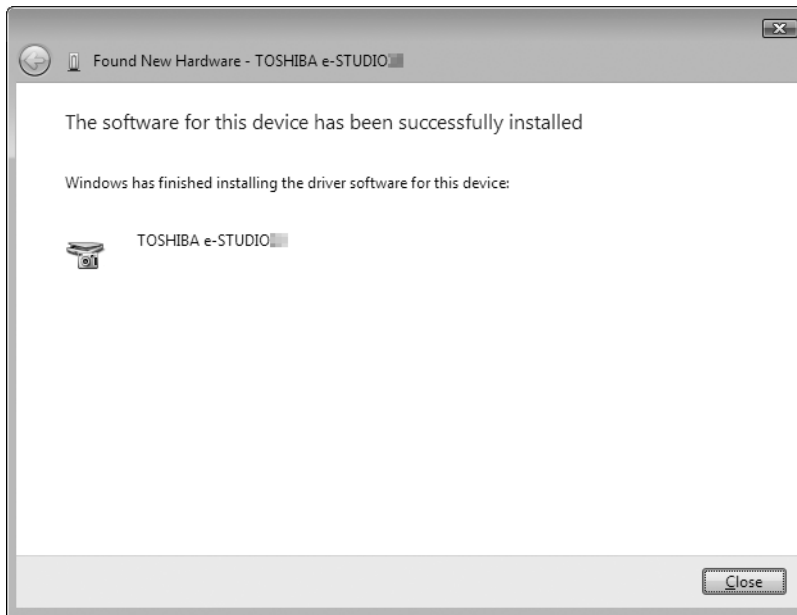 Found New Hardware - TOSHIBA e-STUDIO
The software for this device has been successfully installed
Windows has finished installing the driver software for this device:
TOSHIBA e-STUDIO
Close